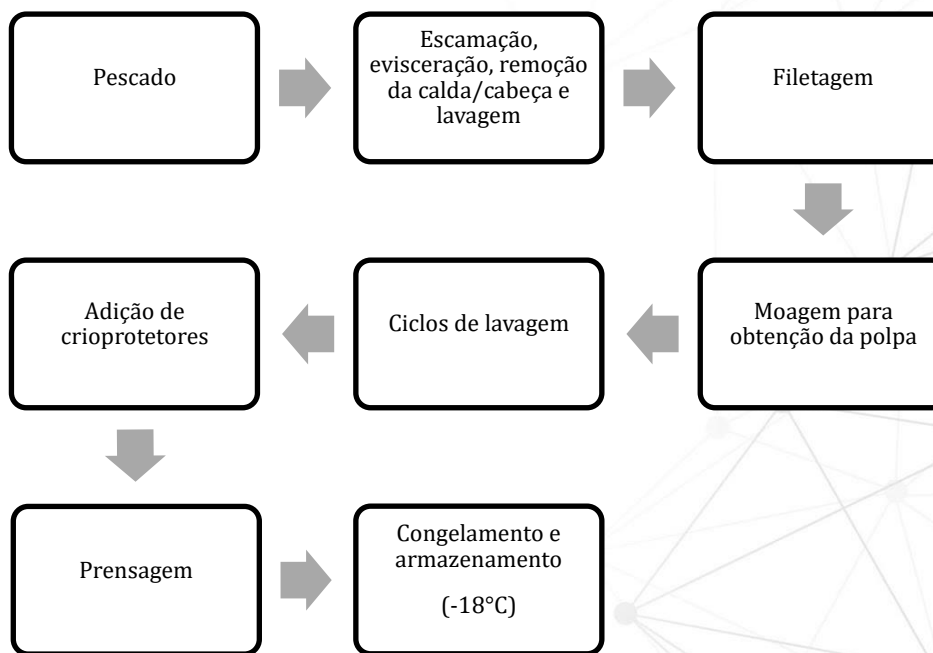 Pescado
Escamação,
evisceração, remoção
da calda/cabeça e
lavagem
Filetagem
Moagem para
obtenção da polpa
Ciclos de lavagem
Adição de
crioprotetores
Prensagem
Congelamento e
armazenamento
(-18°C)